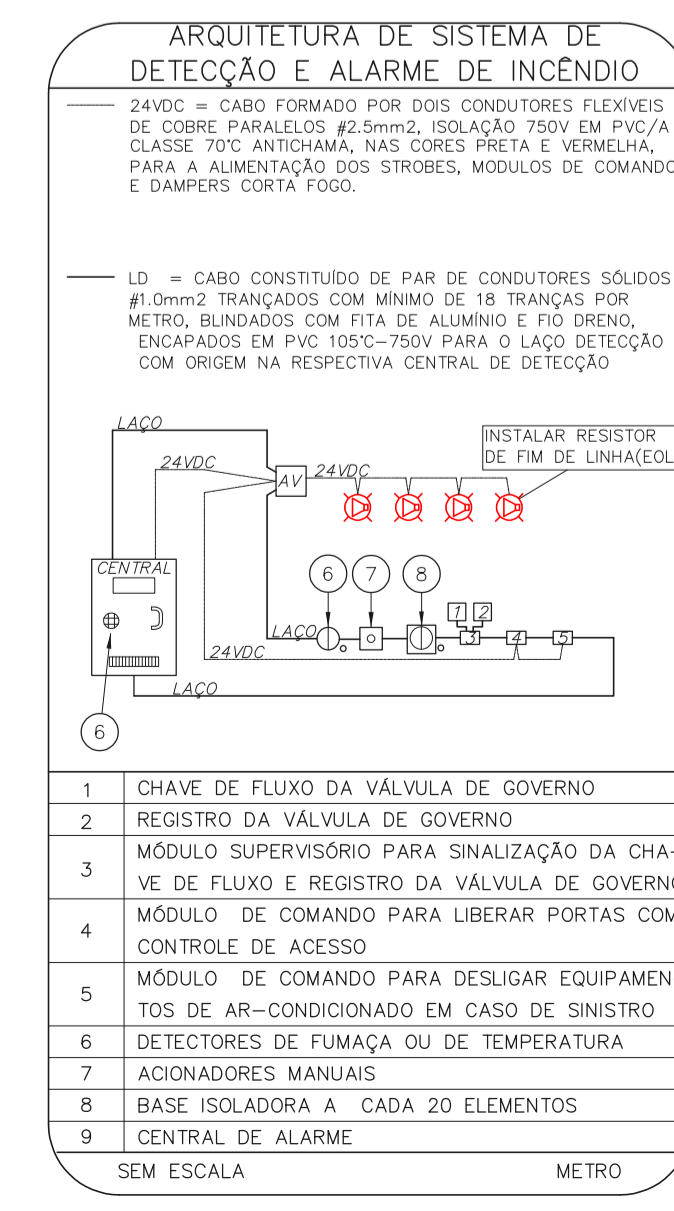 ARQUITETURA DE SISTEMA DE
DETECÇÃO E ALARME DE INCÊNDIO
24VDC = CABO FORMADO POR DOIS CONDUTORES FLEXÍVEIS
DE COBRE PARALELOS #2.5mm2, ISOLAÇÃO 750V EM PVC/A
CLASSE 70°C ANTICHAMA, NAS CORES PRETA E VERMELHA,
PARA A ALIMENTAÇÃO DOS STROBES, MODULOS DE COMANDO
E DAMPERS CORTA FOGO.
LD = CABO CONSTITUÍDO DE PAR DE CONDUTORES SÓLIDOS
#1.0mm2 TRANÇADOS COM MÍNIMO DE 18 TRANÇAS POR
METRO, BLINDADOS COM FITA DE ALUMÍNIO E FIO DRENO,
ENCAPADOS EM PVC 105°C-750V PARA O LAÇO DETECÇÃO
COM ORIGEM NA RESPECTIVA CENTRAL DE DETECÇÃO
LAÇO
INSTALAR RESISTOR
DE FIM DE LINHA(EOL
24VDC
AV
24VDC
CENTRAL
6
7
8
1
2
LAÇO
3
4
5
24VDC
LAÇO
6
1 CHAVE DE FLUXO DA VÁLVULA DE GOVERNO
2 REGISTRO DA VÁLVULA DE GOVERNO
3 MÓDULO SUPERVISÓRIO PARA SINALIZAÇÃO DA CHA-
VE DE FLUXO E REGISTRO DA VÁLVULA DE GOVERNO
4 MÓDULO DE COMANDO PARA LIBERAR PORTAS COM
CONTROLE DE ACESSO
5 MÓDULO DE COMANDO PARA DESLIGAR EQUIPAMEN
TOS DE AR-CONDICIONADO EM CASO DE SINISTRO
6 DETECTORES DE FUMAÇA OU DE TEMPERATURA
7 ACIONADORES MANUAIS
8 BASE ISOLADORA A CADA 20 ELEMENTOS
9 CENTRAL DE ALARME
SEM ESCALA METRO